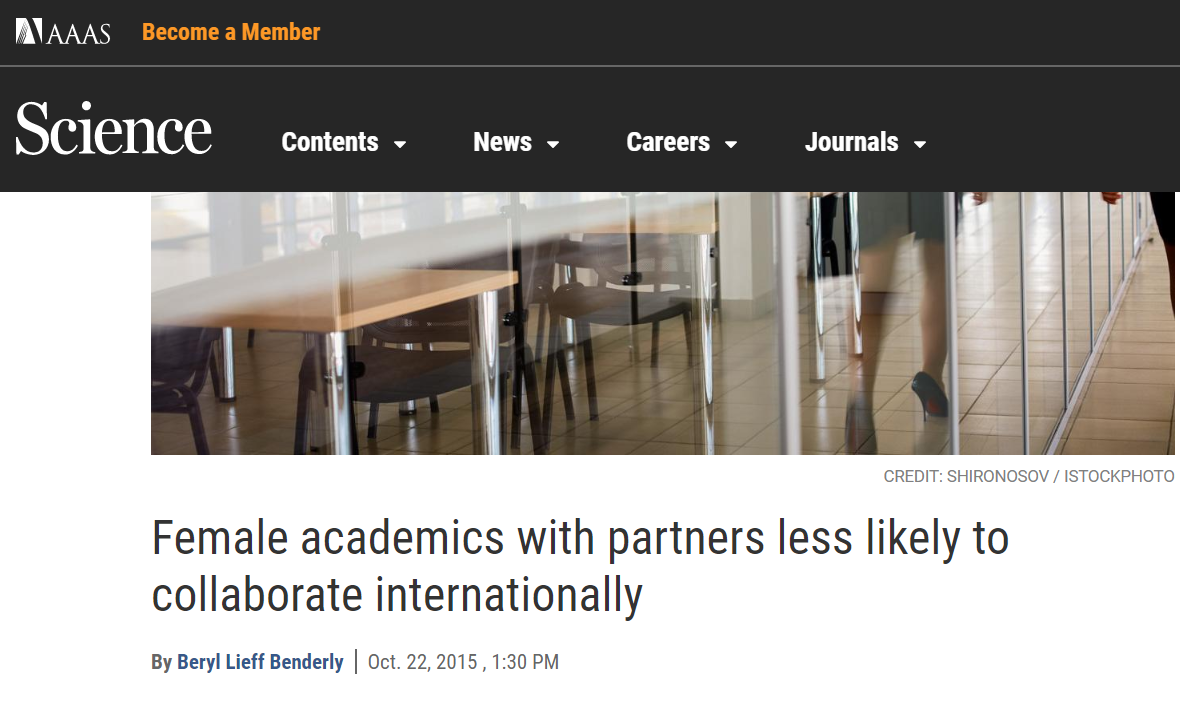 AAAS Become a Member
Science Contents News Careers Journals
CREDIT: SHIRONOSOV / ISTOCKPHOTO
Female academics with partners less likely to
collaborate internationally
By Beryl Lieff Benderly | Oct. 22, 2015 , 1:30 PM